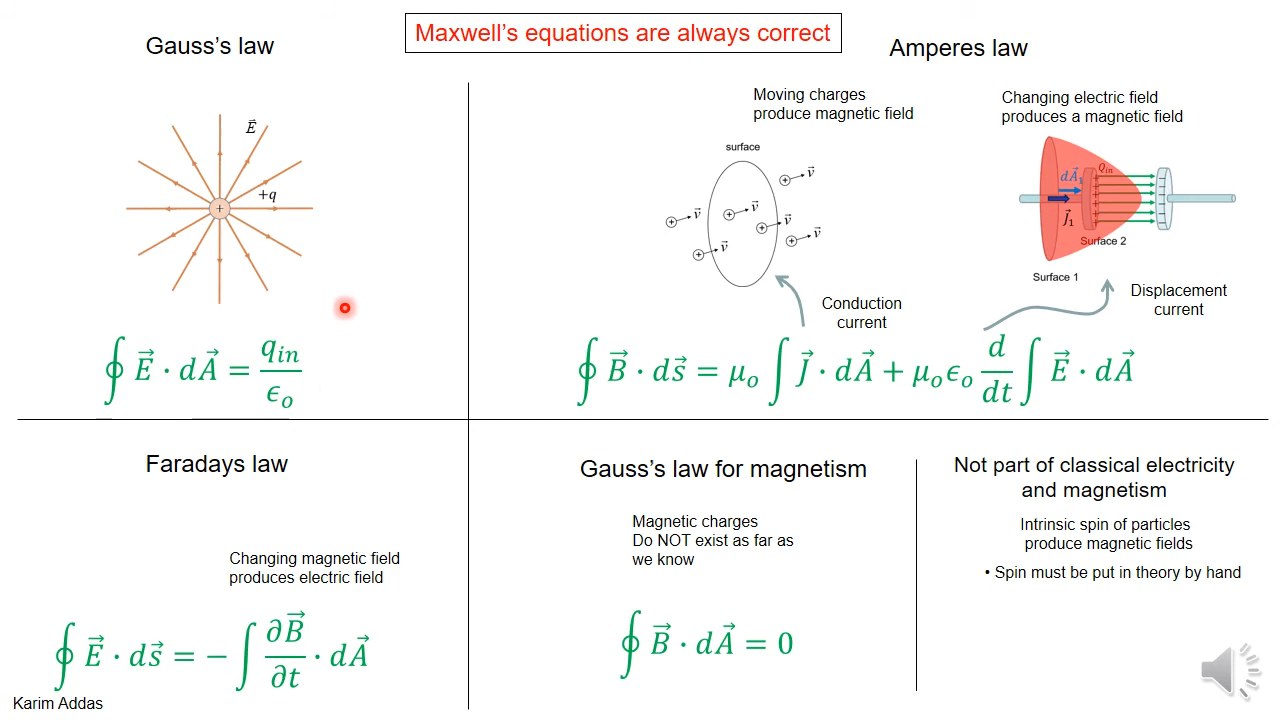 Maxwell's equations are always correct
Gauss's law
E⃗
+q
+
∮ E⃗ · dA⃗ = q_in / ϵ_o
Amperes law
Moving charges
produce magnetic field
surface
+ v⃗
+ v⃗
+ v⃗
+ v⃗
+ v⃗
+ v⃗
Conduction
current
Changing electric field
produces a magnetic field
dA⃗₁
Q_in
J⃗₁
Surface 2
Surface 1
Displacement
current
∮ B⃗ · ds⃗ = μ_o ∫ J⃗ · dA⃗ + μ_o ϵ_o d/dt ∫ E⃗ · dA⃗
Faradays law
Changing magnetic field
produces electric field
∮ E⃗ · ds⃗ = − ∫ ∂B⃗/∂t · dA⃗
Gauss's law for magnetism
Magnetic charges
Do NOT exist as far as
we know
∮ B⃗ · dA⃗ = 0
Not part of classical electricity
and magnetism
Intrinsic spin of particles
produce magnetic fields
• Spin must be put in theory by hand
Karim Addas